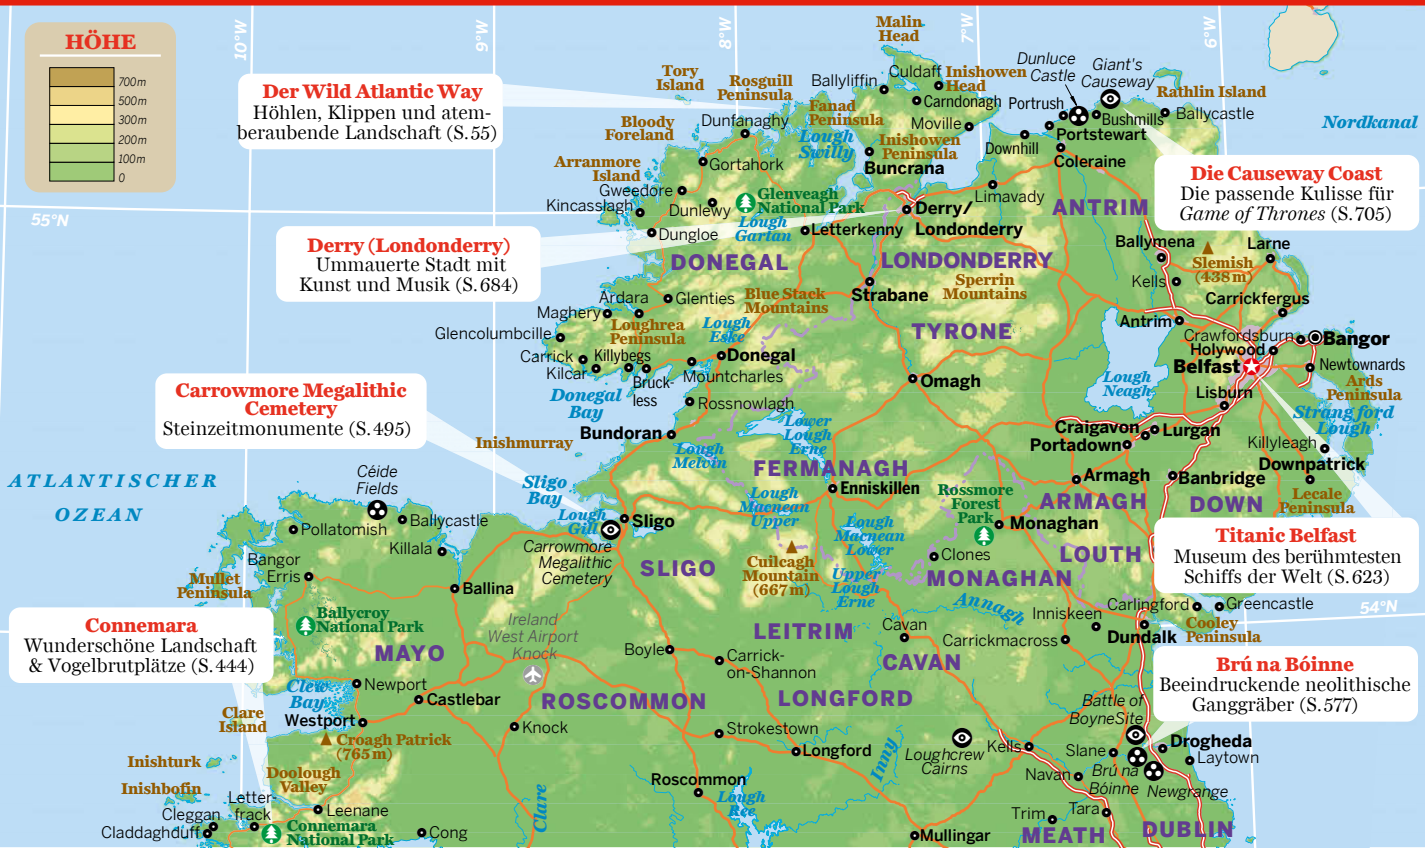 HÖHE
700 m
500 m
300 m
200 m
100 m
0
10°W
9°W
8°W
7°W
6°W
55°N
54°N
Der Wild Atlantic Way
Höhlen, Klippen und atem-
beraubende Landschaft (S. 55)
Derry (Londonderry)
Ummauerte Stadt mit
Kunst und Musik (S. 684)
Carrowmore Megalithic
Cemetery
Steinzeitmonumente (S. 495)
Connemara
Wunderschöne Landschaft
& Vogelbrutplätze (S. 444)
Die Causeway Coast
Die passende Kulisse für
Game of Thrones (S. 705)
Titanic Belfast
Museum des berühmtesten
Schiffs der Welt (S. 623)
Brú na Bóinne
Beeindruckende neolithische
Ganggräber (S. 577)
Nordkanal
ATLANTISCHER
OZEAN
Malin
Head
Tory
Island
Rosguill
Peninsula
Ballyliffin
Culdaff
Inishowen
Head
Carndonagh
Fanad
Peninsula
Moville
Inishowen
Peninsula
Lough
Swilly
Buncrana
Dunluce
Castle
Giant's
Causeway
Portrush
Rathlin Island
Bushmills
Ballycastle
Portstewart
Downhill
Coleraine
Bloody
Foreland
Dunfanaghy
Arranmore
Island
Gortahork
Gweedore
Kincasslagh
Dunlewy
Glenveagh
National Park
Lough
Gartan
Dungloe
Letterkenny
Derry/
Londonderry
Limavady
ANTRIM
DONEGAL
LONDONDERRY
Ballymena
Slemish
(438 m)
Larne
Kells
Carrickfergus
Strabane
Sperrin
Mountains
Blue Stack
Mountains
Ardara
Glenties
Maghery
Loughrea
Peninsula
Lough
Eske
TYRONE
Antrim
Crawfordsburn
Bangor
Holywood
Belfast
Newtownards
Glencolumbcille
Carrick
Killybegs
Kilcar
Bruck-
less
Donegal
Mountcharles
Omagh
Lough
Neagh
Lisburn
Ards
Peninsula
Strangford
Lough
Donegal
Bay
Rossnowlagh
Bundoran
Inishmurray
Lough
Melvin
Lower
Lough
Erne
Craigavon
Lurgan
Portadown
Killyleagh
Downpatrick
FERMANAGH
Enniskillen
Armagh
Banbridge
ARMAGH
DOWN
Lecale
Peninsula
Céide
Fields
Sligo
Bay
Lough
Gill
Sligo
Lough
Macnean
Upper
Lough
Macnean
Lower
Rossmore
Forest
Park
Monaghan
Clones
LOUTH
MONAGHAN
Pollatomish
Ballycastle
Killala
Carrowmore
Megalithic
Cemetery
SLIGO
Cuilcagh
Mountain
(667 m)
Upper
Lough
Erne
Bangor
Erris
Mullet
Peninsula
Ballina
Ballycroy
National Park
Ireland
West Airport
Knock
LEITRIM
Annagh
Inniskeen
Carlingford
Greencastle
Cooley
Peninsula
Cavan
Carrickmacross
Dundalk
MAYO
Boyle
Carrick-
on-Shannon
CAVAN
Newport
Clew
Bay
Castlebar
ROSCOMMON
LONGFORD
Battle of
BoyneSite
Clare
Island
Westport
Knock
Strokestown
Croagh Patrick
(765 m)
Longford
Inny
Loughcrew
Cairns
Kells
Slane
Drogheda
Laytown
Inishturk
Inishbofin
Doolough
Valley
Roscommon
Navan
Brú na
Bóinne
Newgrange
Letter-
frack
Cleggan
Claddaghduff
Leenane
Connemara
National Park
Cong
Clare
Lough
Ree
Trim
Tara
Mullingar
MEATH
DUBLIN